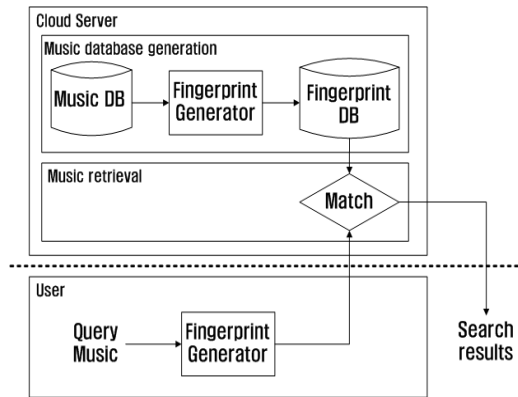 Cloud Server
Music database generation
Music DB
Fingerprint
Generator
Fingerprint
DB
Music retrieval
Match
User
Query
Music
Fingerprint
Generator
Search
results